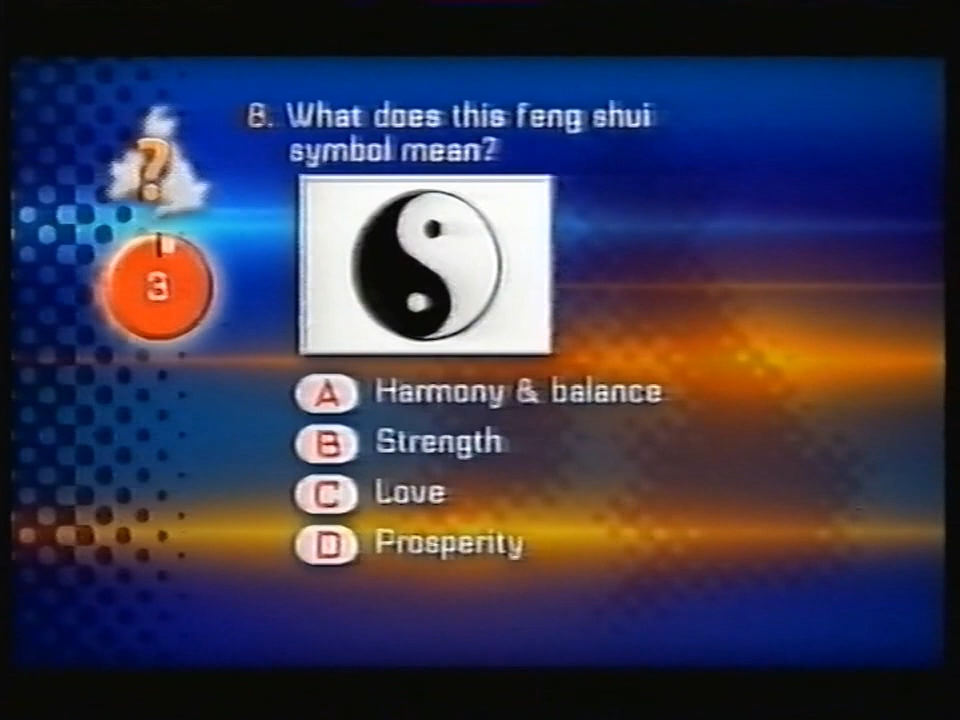 8. What does this feng shui
symbol mean?
?
3
A Harmony & balance
B Strength
C Love
D Prosperity